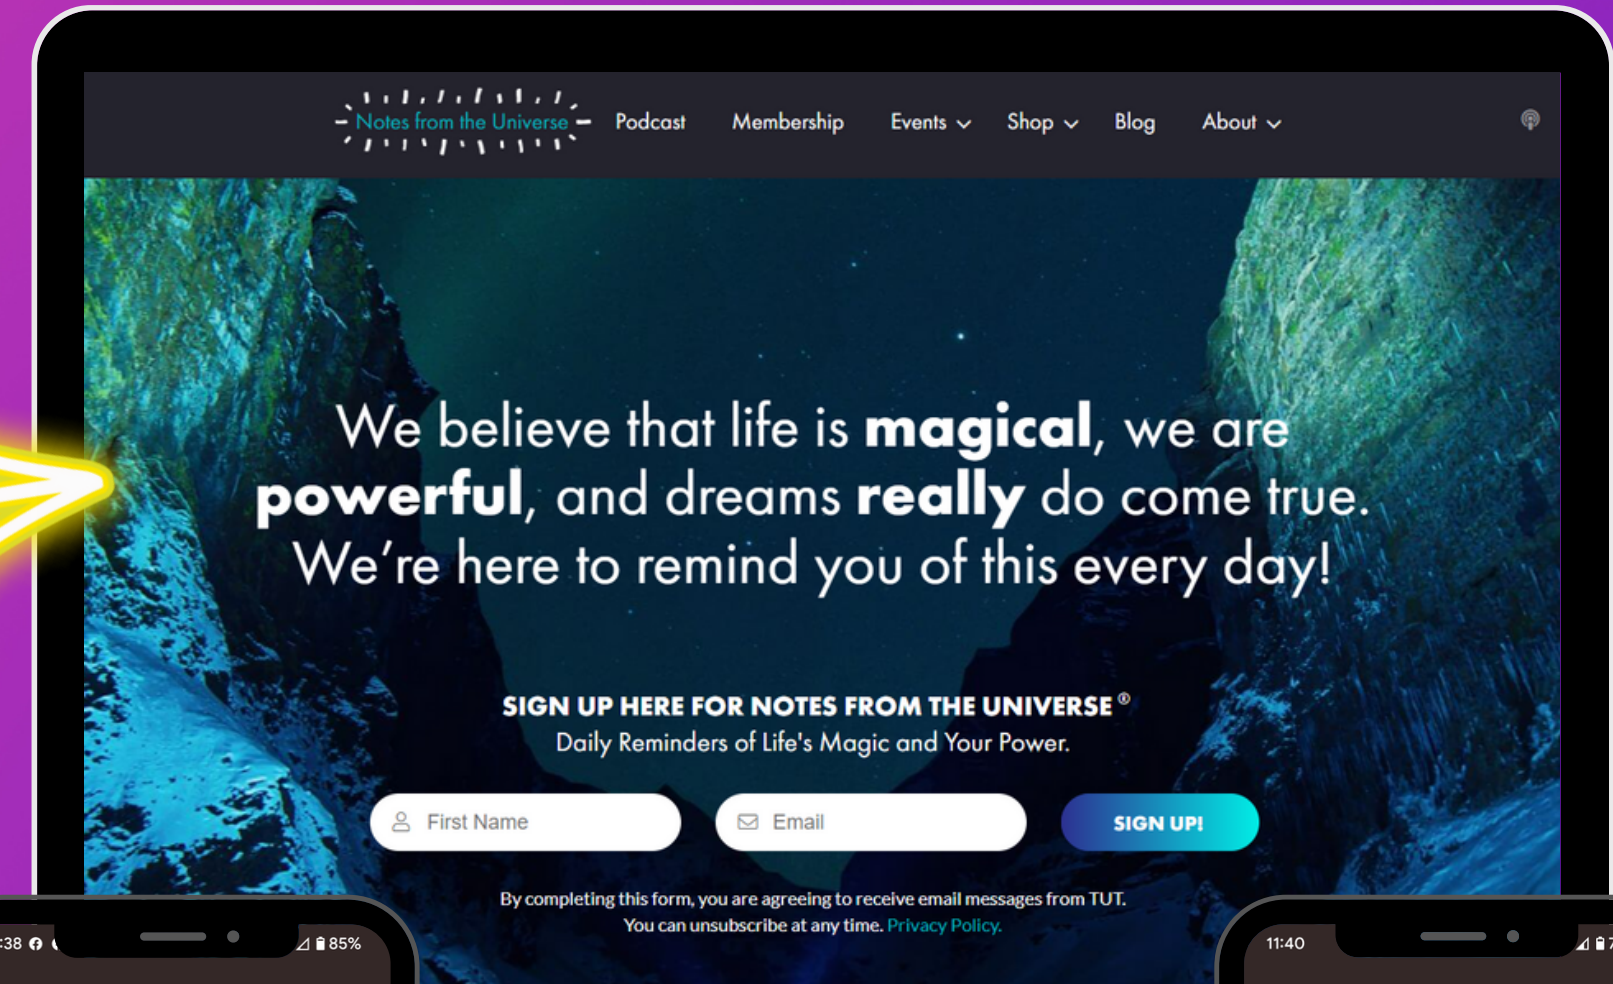 Notes from the Universe Podcast Membership Events Shop Blog About
We believe that life is magical, we are
powerful, and dreams really do come true.
We're here to remind you of this every day!
SIGN UP HERE FOR NOTES FROM THE UNIVERSE ®
Daily Reminders of Life's Magic and Your Power.
First Name Email SIGN UP!
By completing this form, you are agreeing to receive email messages from TUT.
You can unsubscribe at any time. Privacy Policy.
:38 85% 11:40